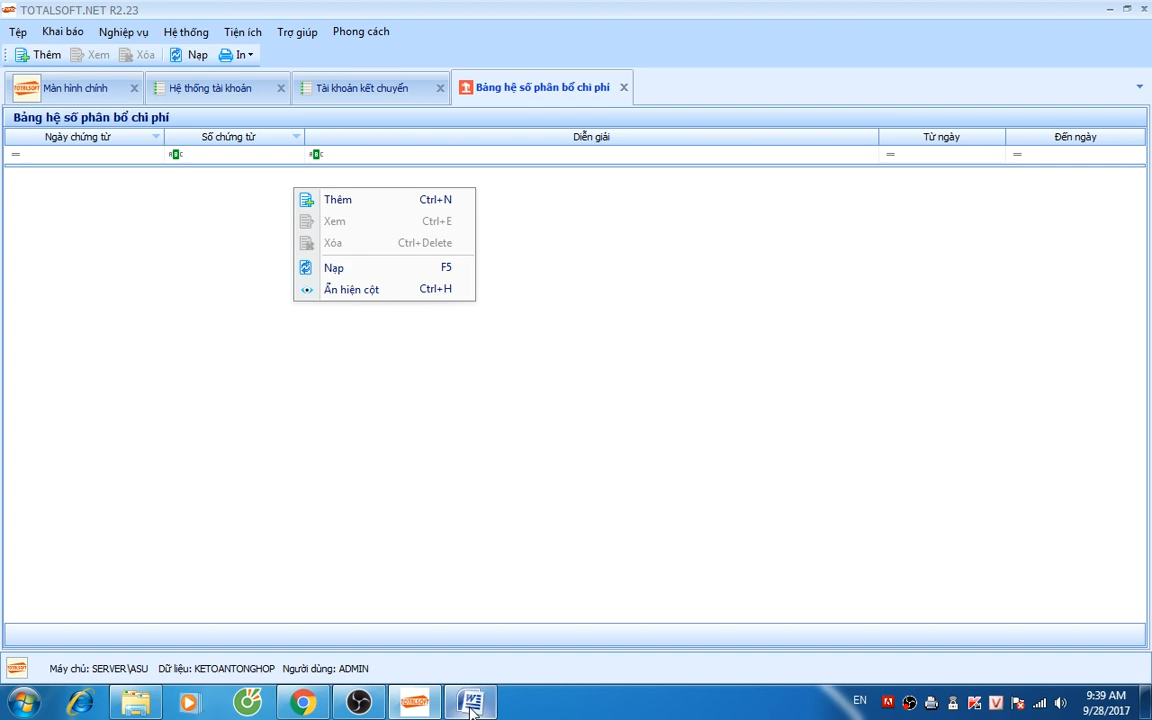 TOTALSOFT.NET R2.23
Tệp Khai báo Nghiệp vụ Hệ thống Tiện ích Trợ giúp Phong cách
Thêm Xem Xóa Nạp In
TOTALSOFT Màn hình chính Hệ thống tài khoản Tài khoản kết chuyển Bảng hệ số phân bổ chi phí
Bảng hệ số phân bổ chi phí
Ngày chứng từ Số chứng từ Diễn giải Từ ngày Đến ngày
= ABC ABC = =
Thêm Ctrl+N
Xem Ctrl+E
Xóa Ctrl+Delete
Nạp F5
Ẩn hiện cột Ctrl+H
Máy chủ: SERVER\ASU Dữ liệu: KETOANTONGHOP Người dùng: ADMIN
TOTALSOFT W EN V 9:39 AM
9/28/2017